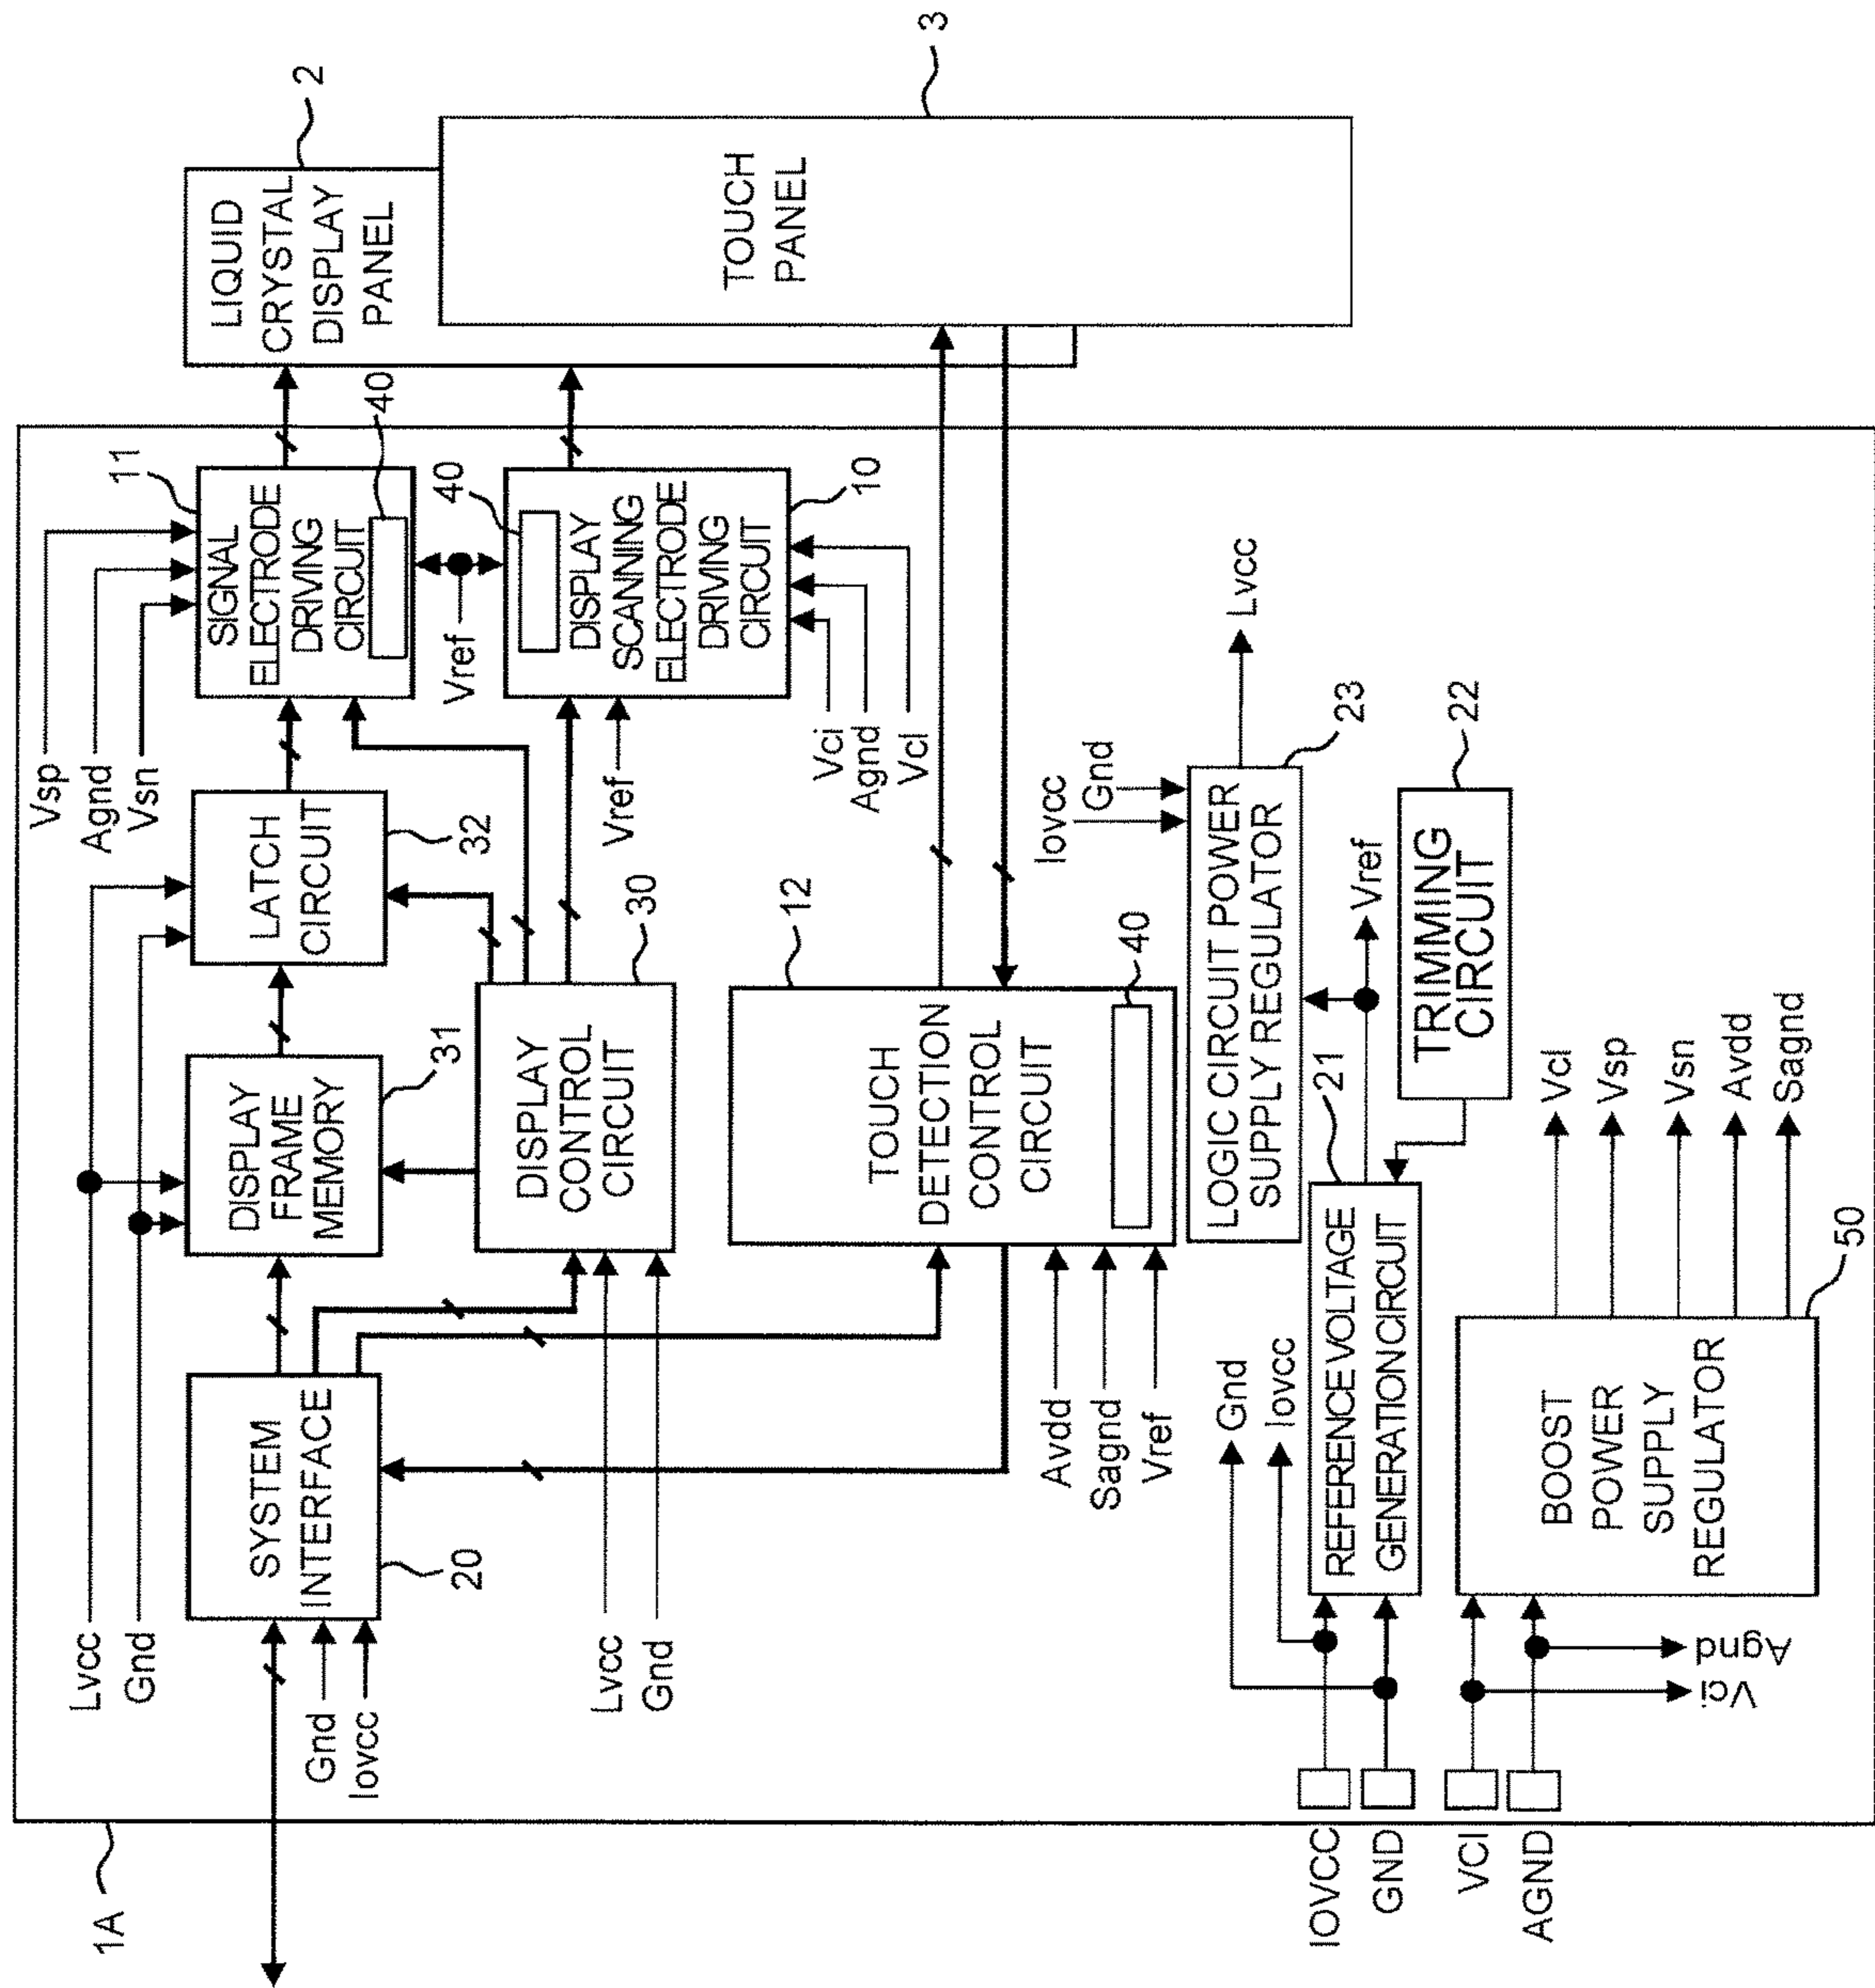 1A
2
3
LIQUID
CRYSTAL
DISPLAY
PANEL
TOUCH
PANEL
Vsp
Agnd
Vsn
11
SIGNAL
ELECTRODE
DRIVING
CIRCUIT
40
Vref
40
DISPLAY
SCANNING
ELECTRODE
DRIVING
CIRCUIT
10
Vref
Vci
Agnd
Vcl
LATCH
CIRCUIT
32
DISPLAY
FRAME
MEMORY
31
DISPLAY
CONTROL
CIRCUIT
30
Lvcc
Gnd
SYSTEM
INTERFACE
20
Gnd
Iovcc
Lvcc
Gnd
12
TOUCH
DETECTION
CONTROL
CIRCUIT
40
Avdd
Sagnd
Vref
Iovcc
Gnd
LOGIC CIRCUIT POWER
SUPPLY REGULATOR
23
Lvcc
Gnd
Iovcc
21
REFERENCE VOLTAGE
GENERATION CIRCUIT
Vref
22
TRIMMING
CIRCUIT
BOOST
POWER
SUPPLY
REGULATOR
50
Vcl
Vsp
Vsn
Avdd
Sagnd
IOVCC
GND
VCI
AGND
Vci
Agnd